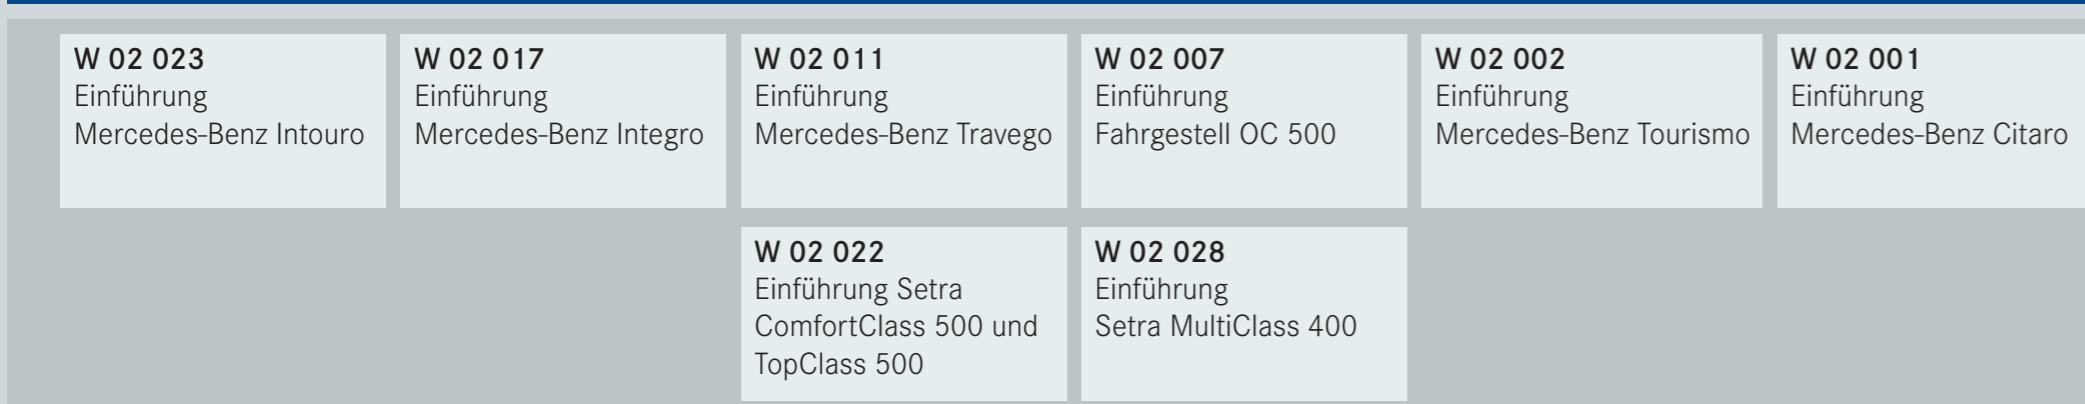 W 02 023
Einführung
Mercedes-Benz Intouro
W 02 017
Einführung
Mercedes-Benz Integro
W 02 011
Einführung
Mercedes-Benz Travego
W 02 007
Einführung
Fahrgestell OC 500
W 02 002
Einführung
Mercedes-Benz Tourismo
W 02 001
Einführung
Mercedes-Benz Citaro
W 02 022
Einführung Setra
ComfortClass 500 und
TopClass 500
W 02 028
Einführung
Setra MultiClass 400